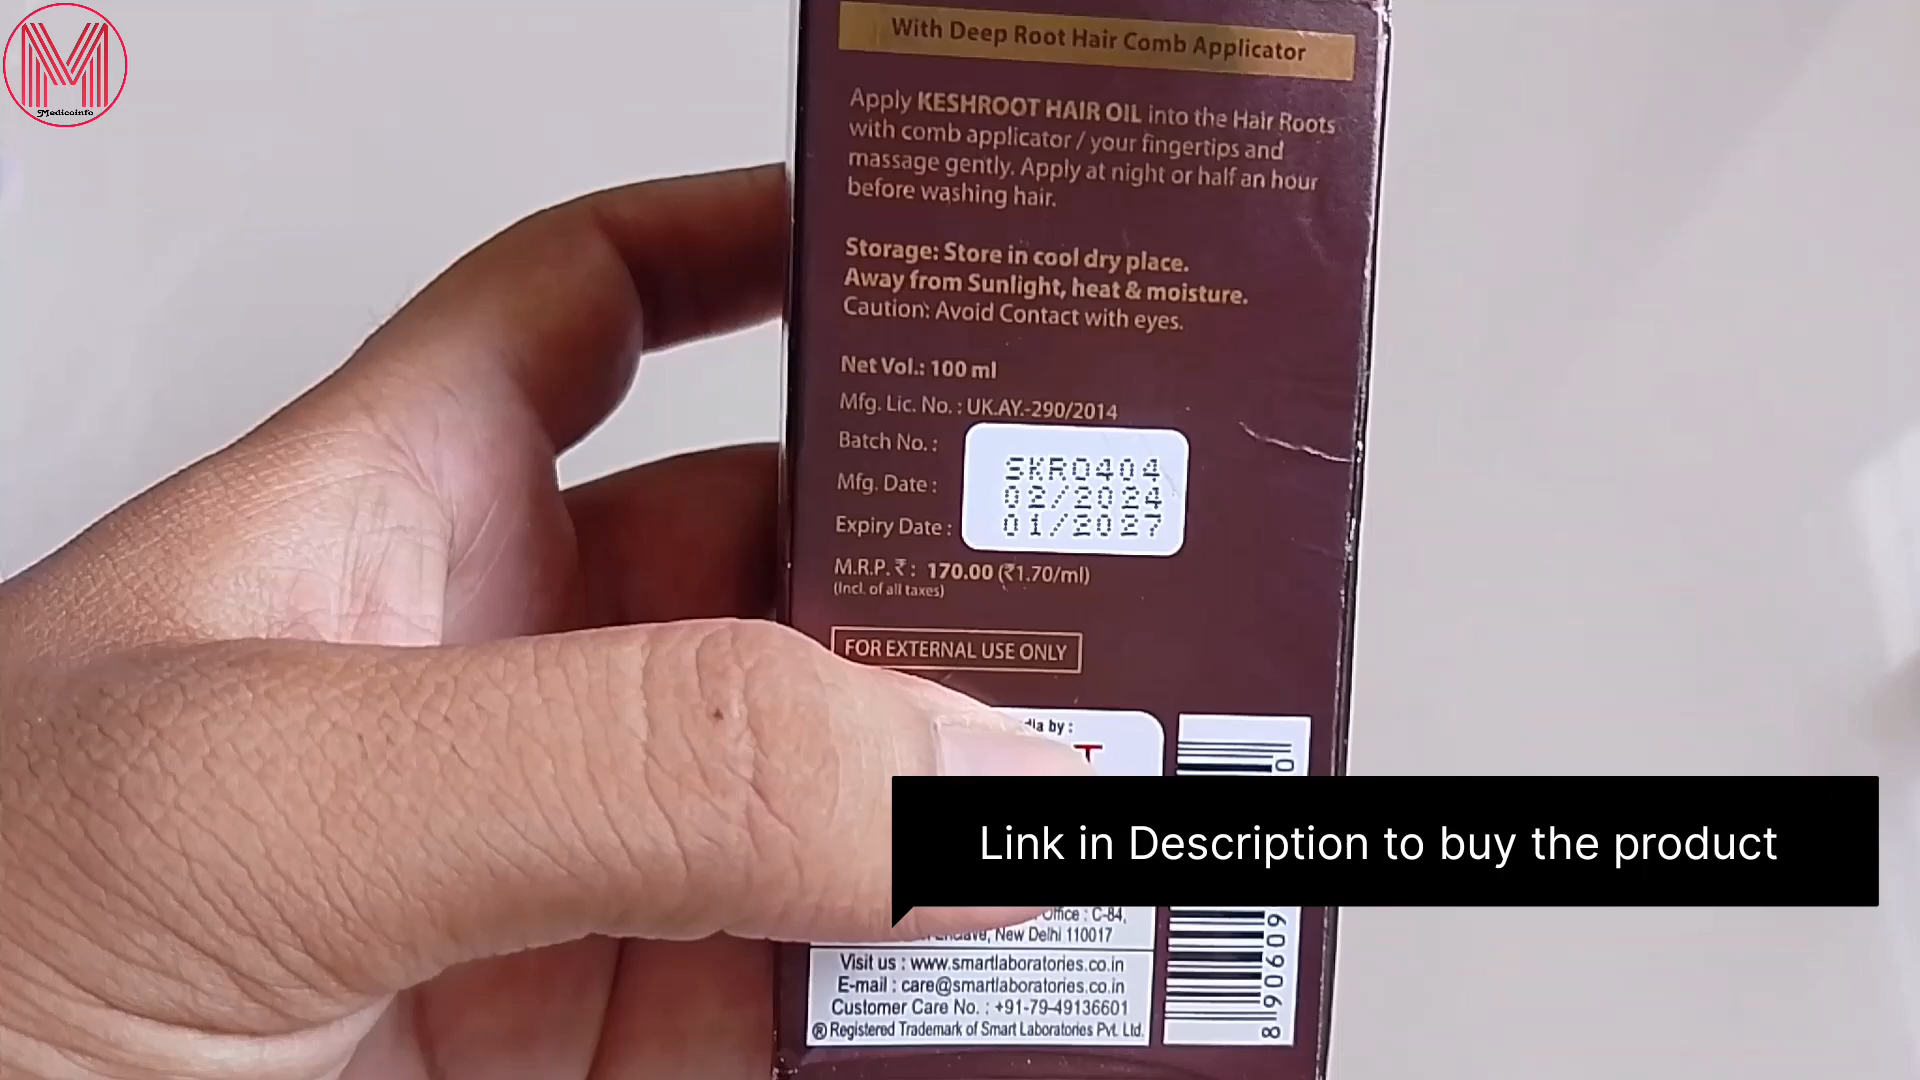 M
Medicoinfo
With Deep Root Hair Comb Applicator
Apply KESHROOT HAIR OIL into the Hair Roots
with comb applicator / your fingertips and
massage gently. Apply at night or half an hour
before washing hair.
Storage: Store in cool dry place.
Away from Sunlight, heat & moisture.
Caution: Avoid Contact with eyes.
Net Vol.: 100 ml
Mfg. Lic. No. : UK.AY.-290/2014
Batch No. : SKR0404
Mfg. Date : 02/2024
Expiry Date : 01/2027
M.R.P. ₹ : 170.00 (₹1.70/ml)
(Incl. of all taxes)
FOR EXTERNAL USE ONLY
by :
T
Link in Description to buy the product
Office : C-84,
New Delhi 110017
Visit us : www.smartlaboratories.co.in
E-mail : care@smartlaboratories.co.in
Customer Care No. : +91-79-49136601
® Registered Trademark of Smart Laboratories Pvt. Ltd.
8 90609
0